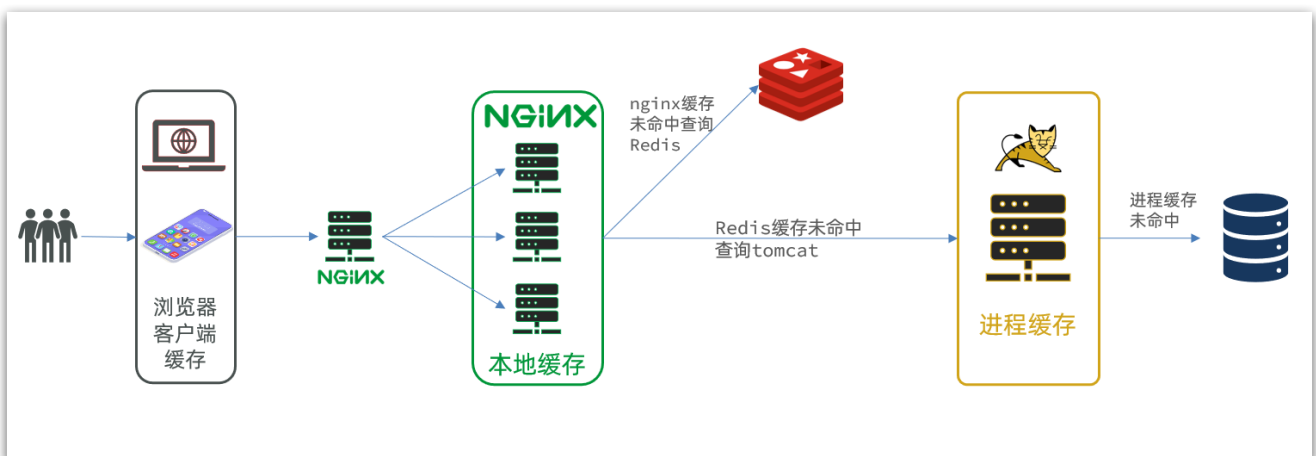 浏览器
客户端
缓存
NGINX
NGINX
本地缓存
nginx缓存
未命中查询
Redis
Redis缓存未命中
查询tomcat
进程缓存
进程缓存
未命中